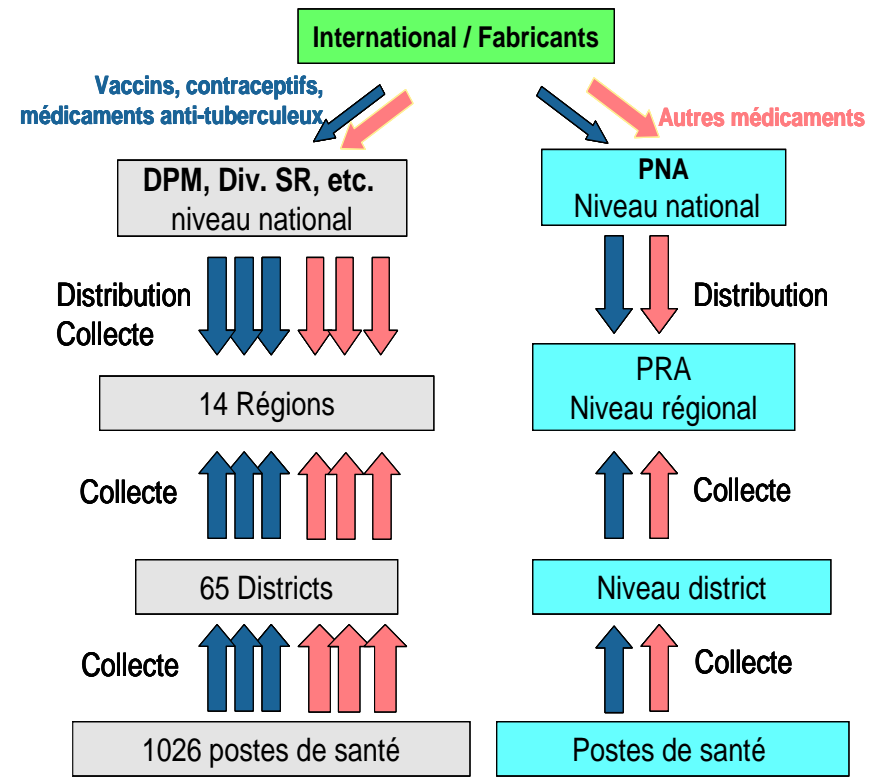 International / Fabricants
Vaccins, contraceptifs,
médicaments anti-tuberculeux
Autres médicaments
DPM, Div. SR, etc.
niveau national
PNA
Niveau national
Distribution
Collecte
Distribution
14 Régions
PRA
Niveau régional
Collecte
Collecte
65 Districts
Niveau district
Collecte
Collecte
1026 postes de santé
Postes de santé